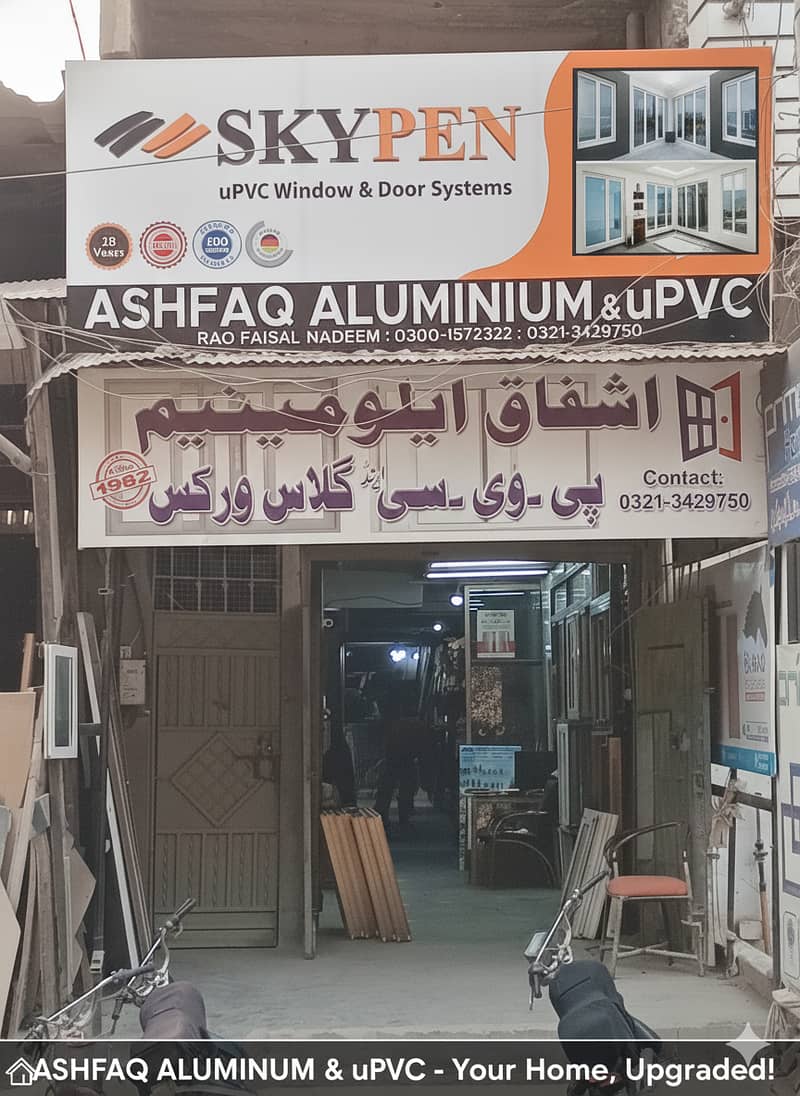 SKYPEN
uPVC Window & Door Systems
28
ASHFAQ ALUMINIUM & uPVC
RAO FAISAL NADEEM : 0300-1572322 : 0321-3429750
اشفاق ایلومینیم
پی ۔وی ۔سی اینڈ گلاس ورکس
1982
Contact:
0321-3429750
ASHFAQ ALUMINUM & uPVC - Your Home, Upgraded!